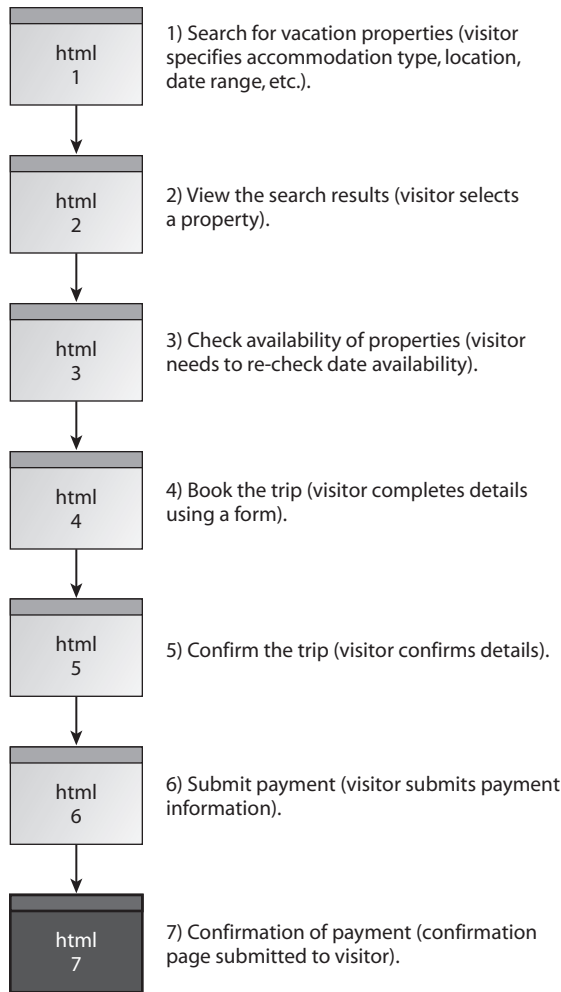 html
1
1) Search for vacation properties (visitor
specifies accommodation type, location,
date range, etc.).
html
2
2) View the search results (visitor selects
a property).
html
3
3) Check availability of properties (visitor
needs to re-check date availability).
html
4
4) Book the trip (visitor completes details
using a form).
html
5
5) Confirm the trip (visitor confirms details).
html
6
6) Submit payment (visitor submits payment
information).
html
7
7) Confirmation of payment (confirmation
page submitted to visitor).